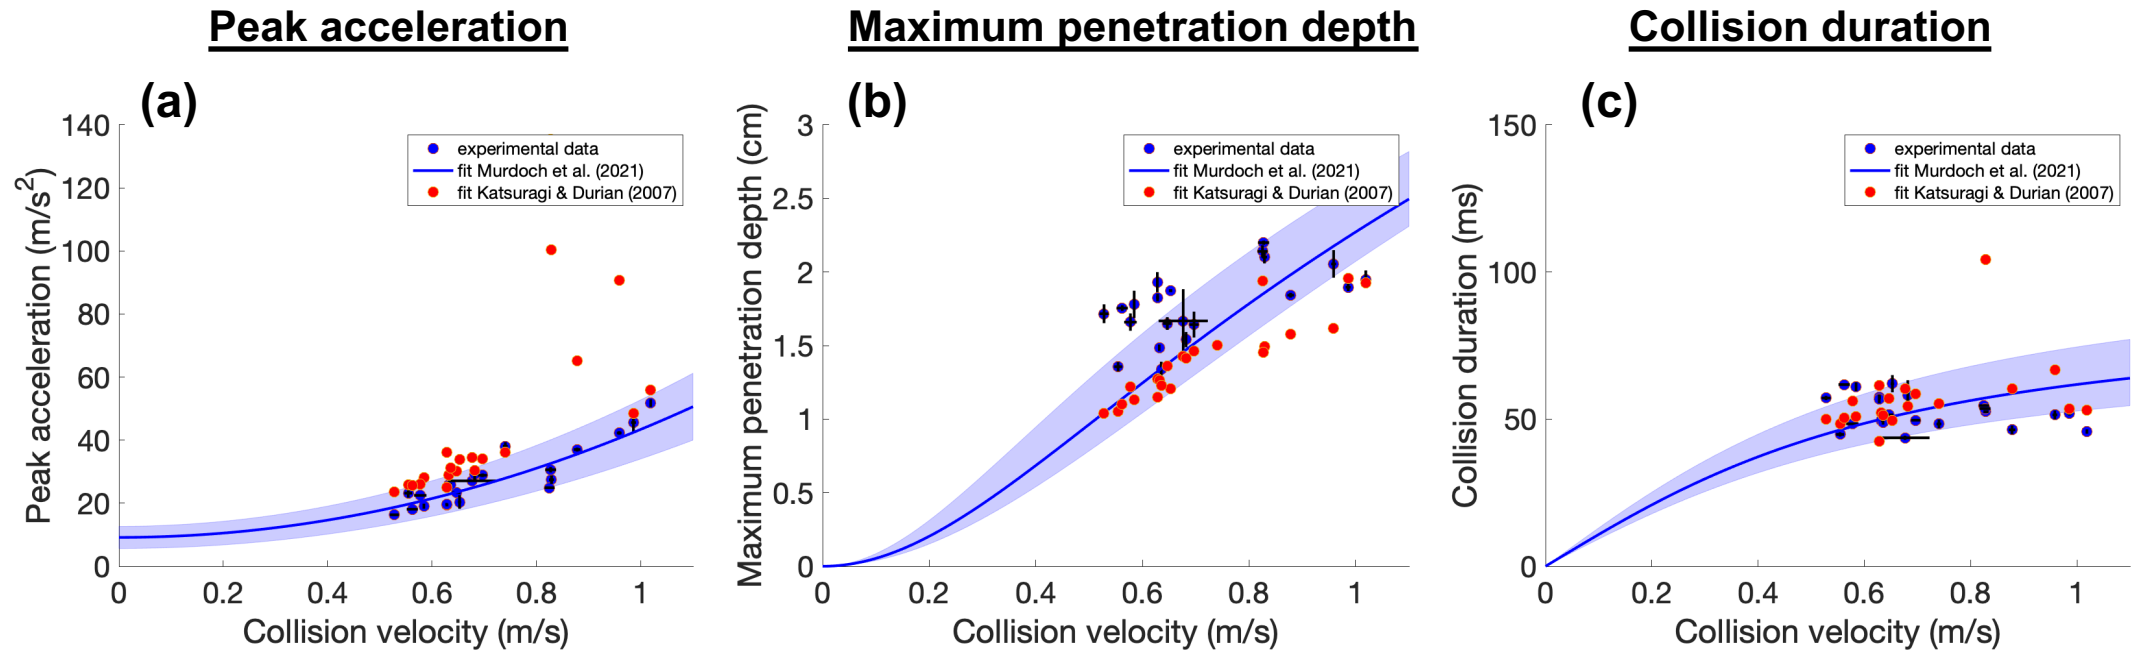 Peak acceleration
Maximum penetration depth
Collision duration
(a)
140
120
100
80
60
40
20
0
Peak acceleration (m/s²)
experimental data
fit Murdoch et al. (2021)
fit Katsuragi & Durian (2007)
0 0.2 0.4 0.6 0.8 1
Collision velocity (m/s)
(b)
3
2.5
2
1.5
1
0.5
0
Maximum penetration depth (cm)
experimental data
fit Murdoch et al. (2021)
fit Katsuragi & Durian (2007)
0 0.2 0.4 0.6 0.8 1
Collision velocity (m/s)
(c)
150
100
50
0
Collision duration (ms)
experimental data
fit Murdoch et al. (2021)
fit Katsuragi & Durian (2007)
0 0.2 0.4 0.6 0.8 1
Collision velocity (m/s)